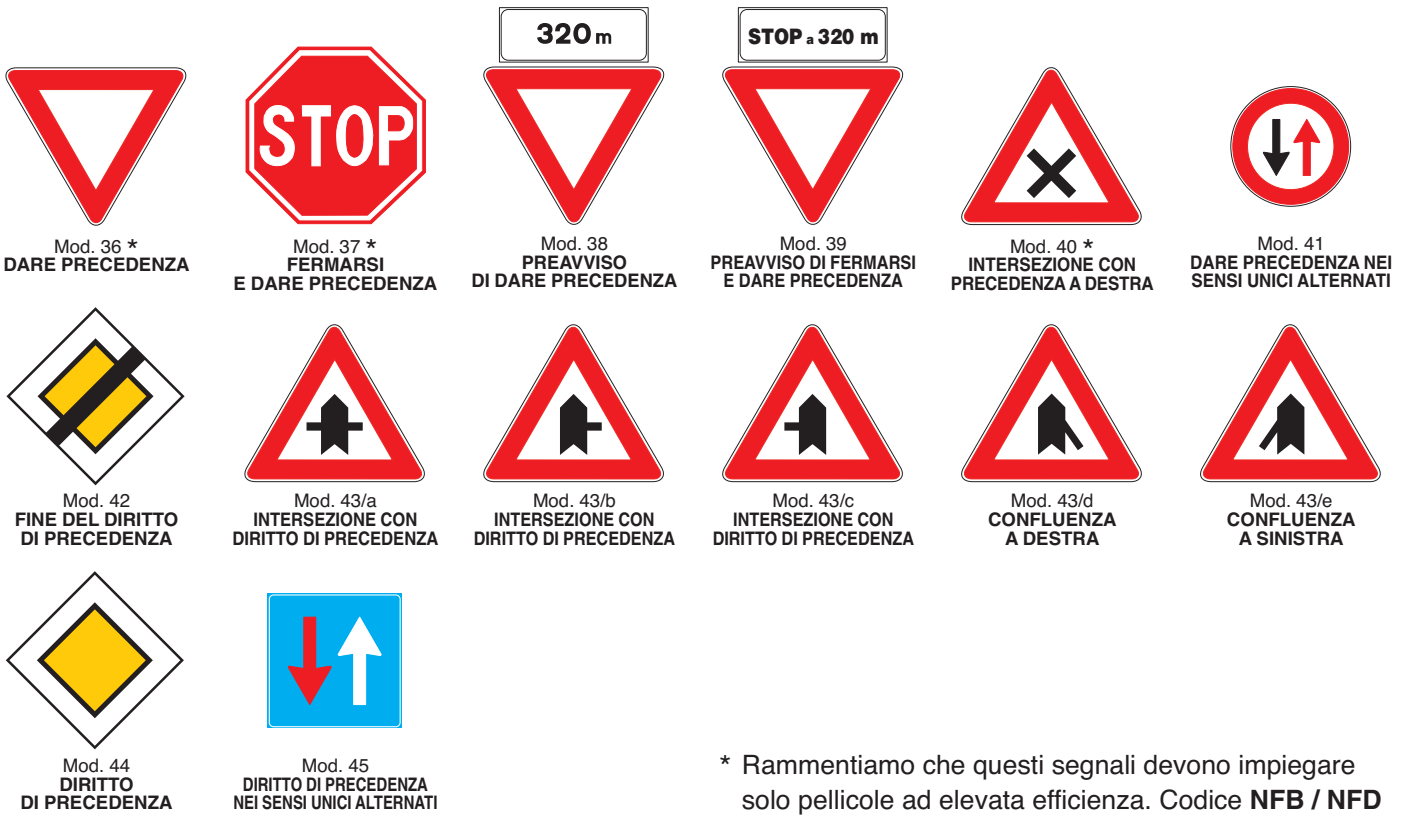 320 m
STOP a 320 m
STOP
Mod. 36 *
DARE PRECEDENZA
Mod. 37 *
FERMARSI
E DARE PRECEDENZA
Mod. 38
PREAVVISO
DI DARE PRECEDENZA
Mod. 39
PREAVVISO DI FERMARSI
E DARE PRECEDENZA
Mod. 40 *
INTERSEZIONE CON
PRECEDENZA A DESTRA
Mod. 41
DARE PRECEDENZA NEI
SENSI UNICI ALTERNATI
Mod. 42
FINE DEL DIRITTO
DI PRECEDENZA
Mod. 43/a
INTERSEZIONE CON
DIRITTO DI PRECEDENZA
Mod. 43/b
INTERSEZIONE CON
DIRITTO DI PRECEDENZA
Mod. 43/c
INTERSEZIONE CON
DIRITTO DI PRECEDENZA
Mod. 43/d
CONFLUENZA
A DESTRA
Mod. 43/e
CONFLUENZA
A SINISTRA
Mod. 44
DIRITTO
DI PRECEDENZA
Mod. 45
DIRITTO DI PRECEDENZA
NEI SENSI UNICI ALTERNATI
* Rammentiamo che questi segnali devono impiegare
solo pellicole ad elevata efficienza. Codice NFB / NFD